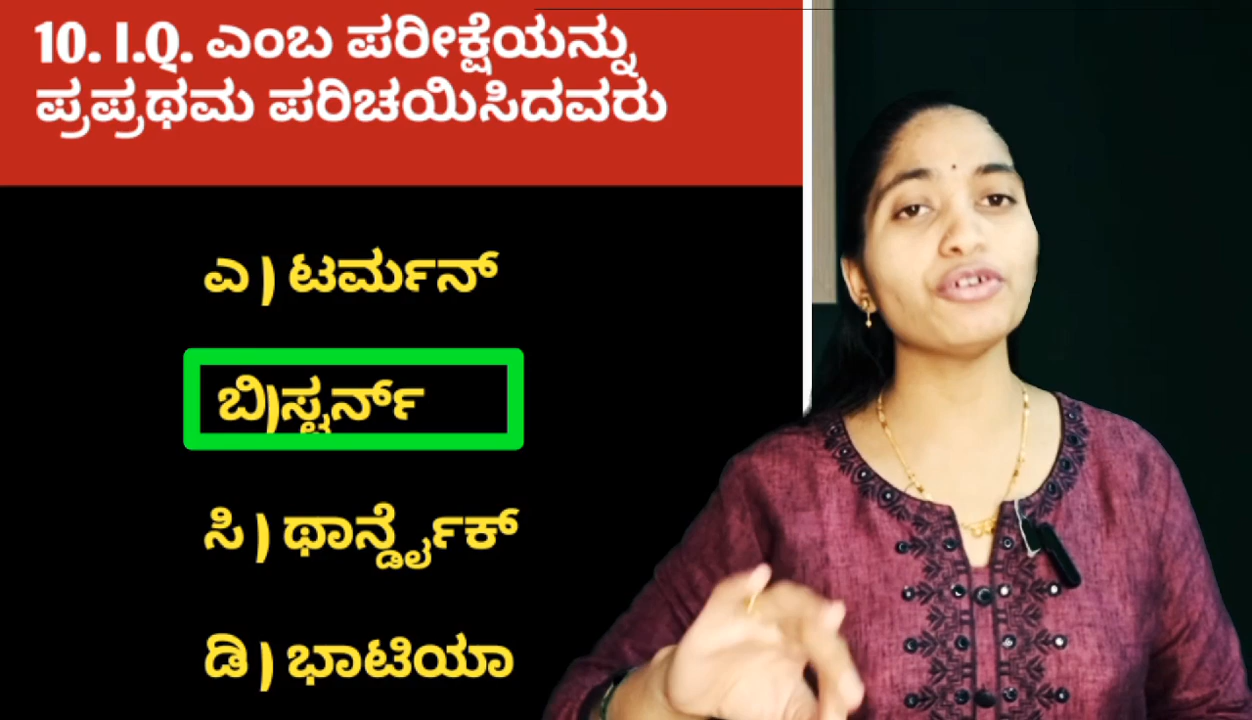 10. I.Q. ಎಂಬ ಪರೀಕ್ಷೆಯನ್ನು
ಪ್ರಪ್ರಥಮ ಪರಿಚಯಿಸಿದವರು
ಎ ) ಟರ್ಮನ್
ಬಿ)ಸ್ಟರ್ನ್
ಸಿ ) ಥಾರ್ನ್ಡೈಕ್
ಡಿ ) ಭಾಟಿಯಾ